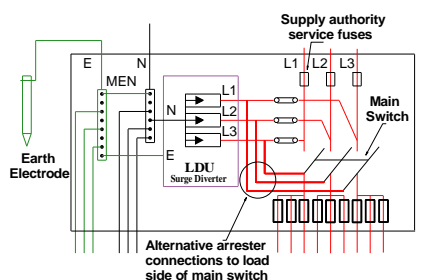 Supply authority
service fuses
E
MEN
N
L1
L2
L3
L1
L2
L3
N
E
Main
Switch
LDU
Surge Diverter
Earth
Electrode
Alternative arrester
connections to load
side of main switch